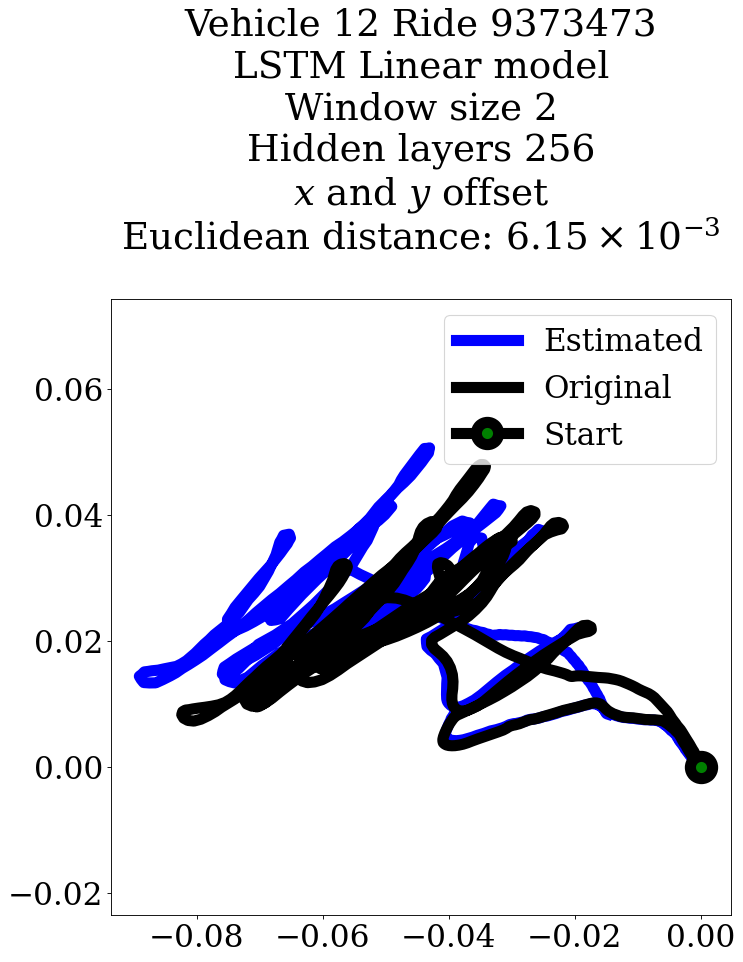 Vehicle 12 Ride 9373473
LSTM Linear model
Window size 2
Hidden layers 256
x and y offset
Euclidean distance: 6.15 × 10⁻³
Estimated
Original
Start
0.06
0.04
0.02
0.00
−0.02
−0.08 −0.06 −0.04 −0.02 0.00